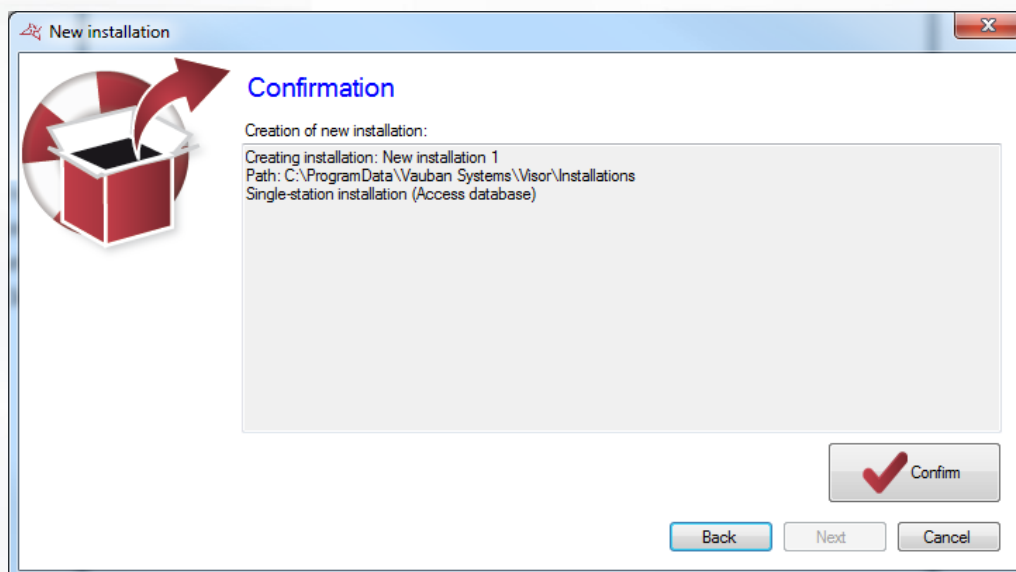 New installation
Confirmation
Creation of new installation:
Creating installation: New installation 1
Path: C:\ProgramData\Vauban Systems\Visor\Installations
Single-station installation (Access database)
Confirm
Back
Next
Cancel